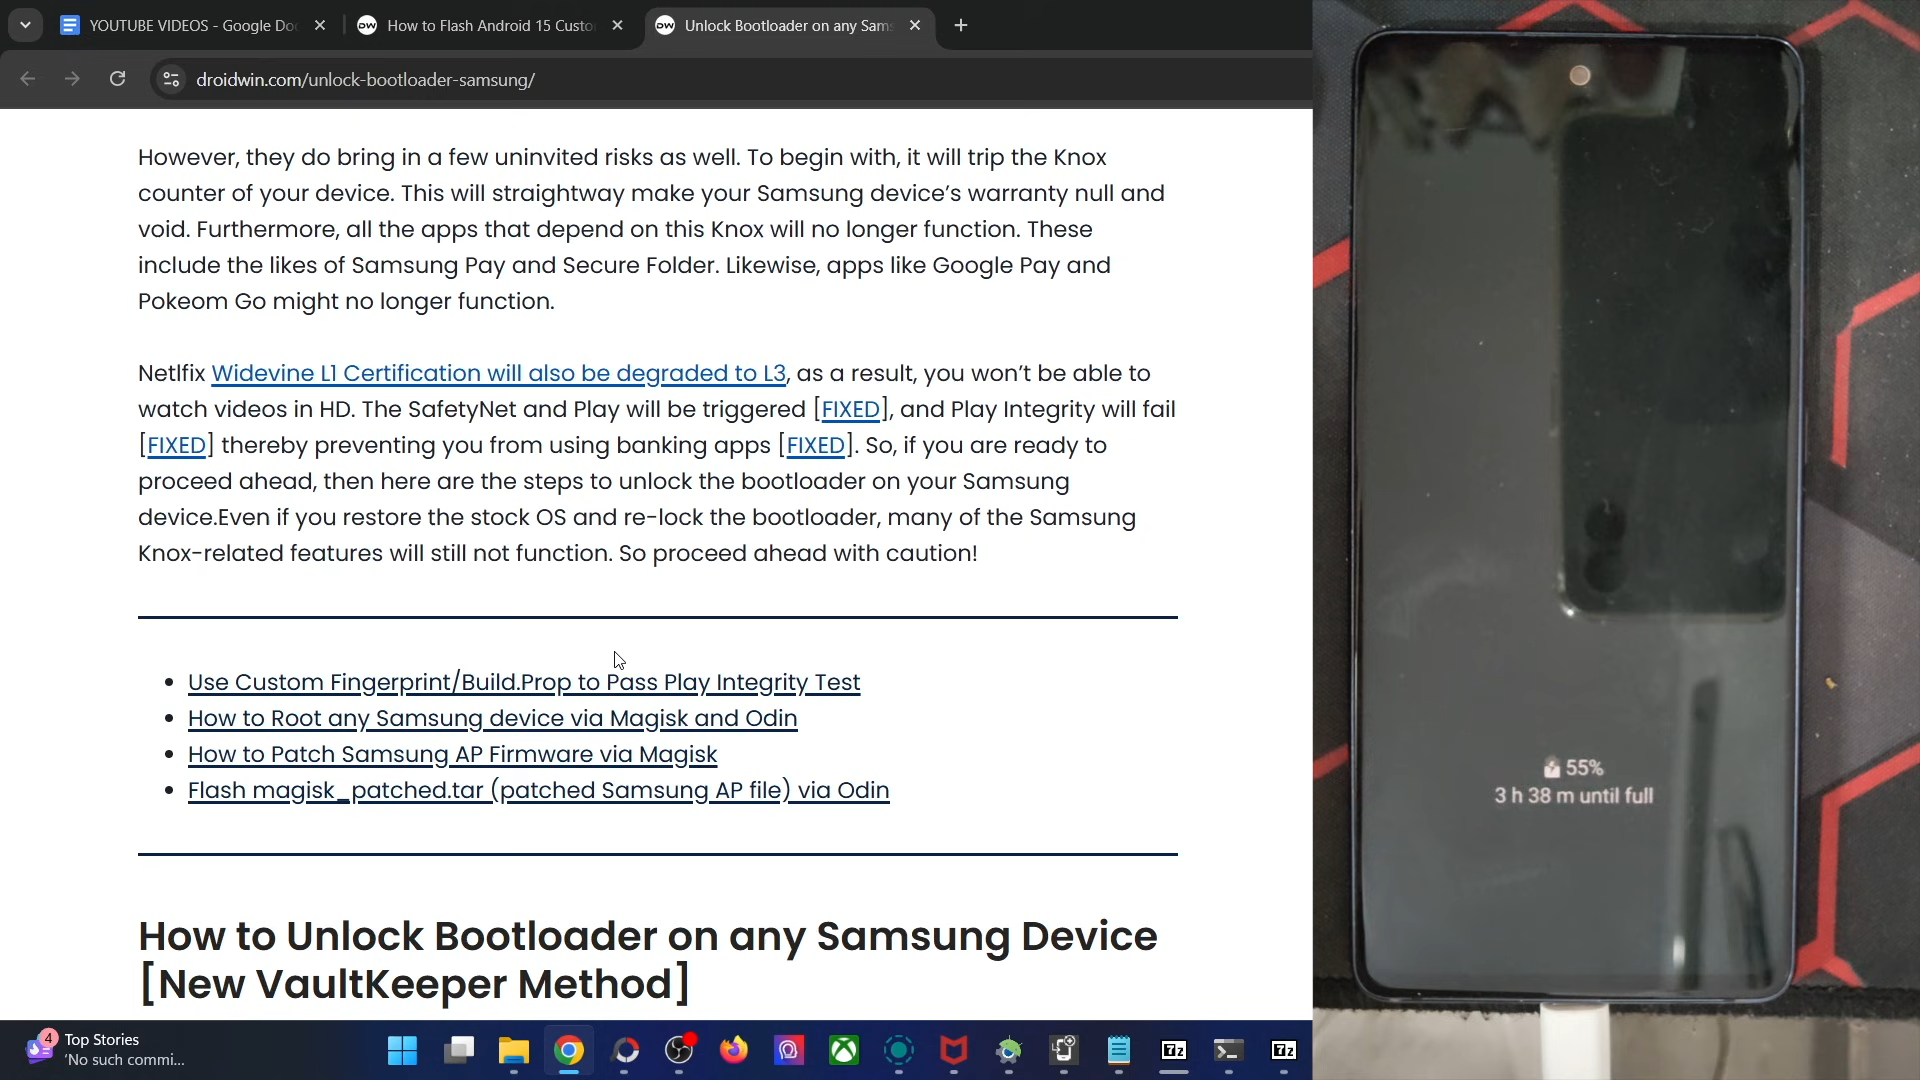 YOUTUBE VIDEOS - Google Do
How to Flash Android 15 Custo
Unlock Bootloader on any Sams
droidwin.com/unlock-bootloader-samsung/
However, they do bring in a few uninvited risks as well. To begin with, it will trip the Knox
counter of your device. This will straightway make your Samsung device’s warranty null and
void. Furthermore, all the apps that depend on this Knox will no longer function. These
include the likes of Samsung Pay and Secure Folder. Likewise, apps like Google Pay and
Pokeom Go might no longer function.
Netlfix Widevine L1 Certification will also be degraded to L3, as a result, you won’t be able to
watch videos in HD. The SafetyNet and Play will be triggered [FIXED], and Play Integrity will fail
[FIXED] thereby preventing you from using banking apps [FIXED]. So, if you are ready to
proceed ahead, then here are the steps to unlock the bootloader on your Samsung
device.Even if you restore the stock OS and re-lock the bootloader, many of the Samsung
Knox-related features will still not function. So proceed ahead with caution!
Use Custom Fingerprint/Build.Prop to Pass Play Integrity Test
How to Root any Samsung device via Magisk and Odin
How to Patch Samsung AP Firmware via Magisk
Flash magisk_patched.tar (patched Samsung AP file) via Odin
How to Unlock Bootloader on any Samsung Device
[New VaultKeeper Method]
4
Top Stories
'No such commi...
7z
7z
55%
3 h 38 m until full